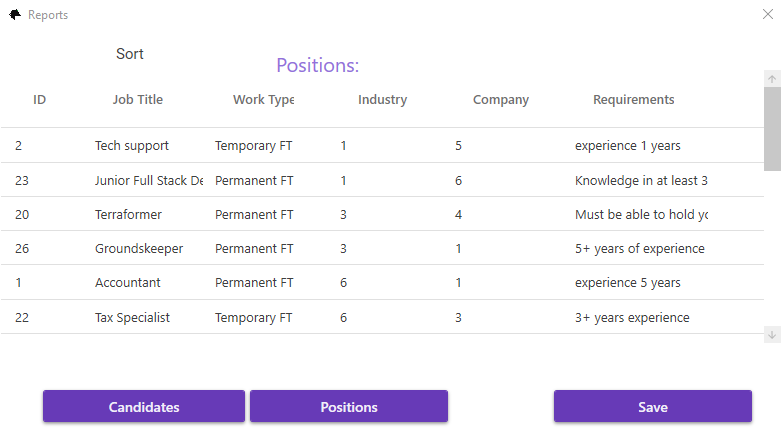 Reports
Sort
Positions:
ID Job Title Work Type Industry Company Requirements
2 Tech support Temporary FT 1 5 experience 1 years
23 Junior Full Stack De Permanent FT 1 6 Knowledge in at least 3
20 Terraformer Permanent FT 3 4 Must be able to hold yo
26 Groundskeeper Permanent FT 3 1 5+ years of experience
1 Accountant Permanent FT 6 1 experience 5 years
22 Tax Specialist Temporary FT 6 3 3+ years experience
Candidates Positions Save